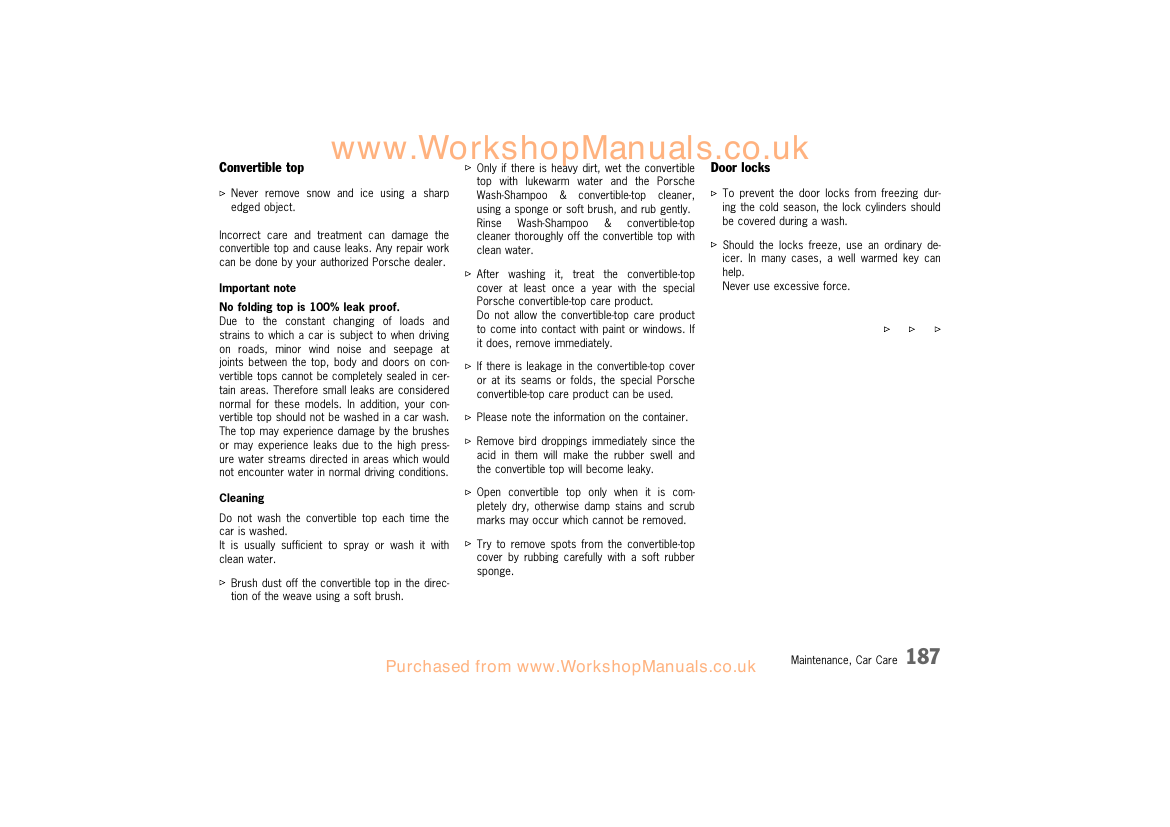 www.WorkshopManuals.co.uk
Convertible top
▷ Never remove snow and ice using a sharp
edged object.
Incorrect care and treatment can damage the
convertible top and cause leaks. Any repair work
can be done by your authorized Porsche dealer.
Important note
No folding top is 100% leak proof.
Due to the constant changing of loads and
strains to which a car is subject to when driving
on roads, minor wind noise and seepage at
joints between the top, body and doors on con-
vertible tops cannot be completely sealed in cer-
tain areas. Therefore small leaks are considered
normal for these models. In addition, your con-
vertible top should not be washed in a car wash.
The top may experience damage by the brushes
or may experience leaks due to the high press-
ure water streams directed in areas which would
not encounter water in normal driving conditions.
Cleaning
Do not wash the convertible top each time the
car is washed.
It is usually sufficient to spray or wash it with
clean water.
▷ Brush dust off the convertible top in the direc-
tion of the weave using a soft brush.
▷ Only if there is heavy dirt, wet the convertible
top with lukewarm water and the Porsche
Wash-Shampoo & convertible-top cleaner,
using a sponge or soft brush, and rub gently.
Rinse Wash-Shampoo & convertible-top
cleaner thoroughly off the convertible top with
clean water.
▷ After washing it, treat the convertible-top
cover at least once a year with the special
Porsche convertible-top care product.
Do not allow the convertible-top care product
to come into contact with paint or windows. If
it does, remove immediately.
▷ If there is leakage in the convertible-top cover
or at its seams or folds, the special Porsche
convertible-top care product can be used.
▷ Please note the information on the container.
▷ Remove bird droppings immediately since the
acid in them will make the rubber swell and
the convertible top will become leaky.
▷ Open convertible top only when it is com-
pletely dry, otherwise damp stains and scrub
marks may occur which cannot be removed.
▷ Try to remove spots from the convertible-top
cover by rubbing carefully with a soft rubber
sponge.
Door locks
▷ To prevent the door locks from freezing dur-
ing the cold season, the lock cylinders should
be covered during a wash.
▷ Should the locks freeze, use an ordinary de-
icer. In many cases, a well warmed key can
help.
Never use excessive force.
▷ ▷ ▷
Maintenance, Car Care 187
Purchased from www.WorkshopManuals.co.uk